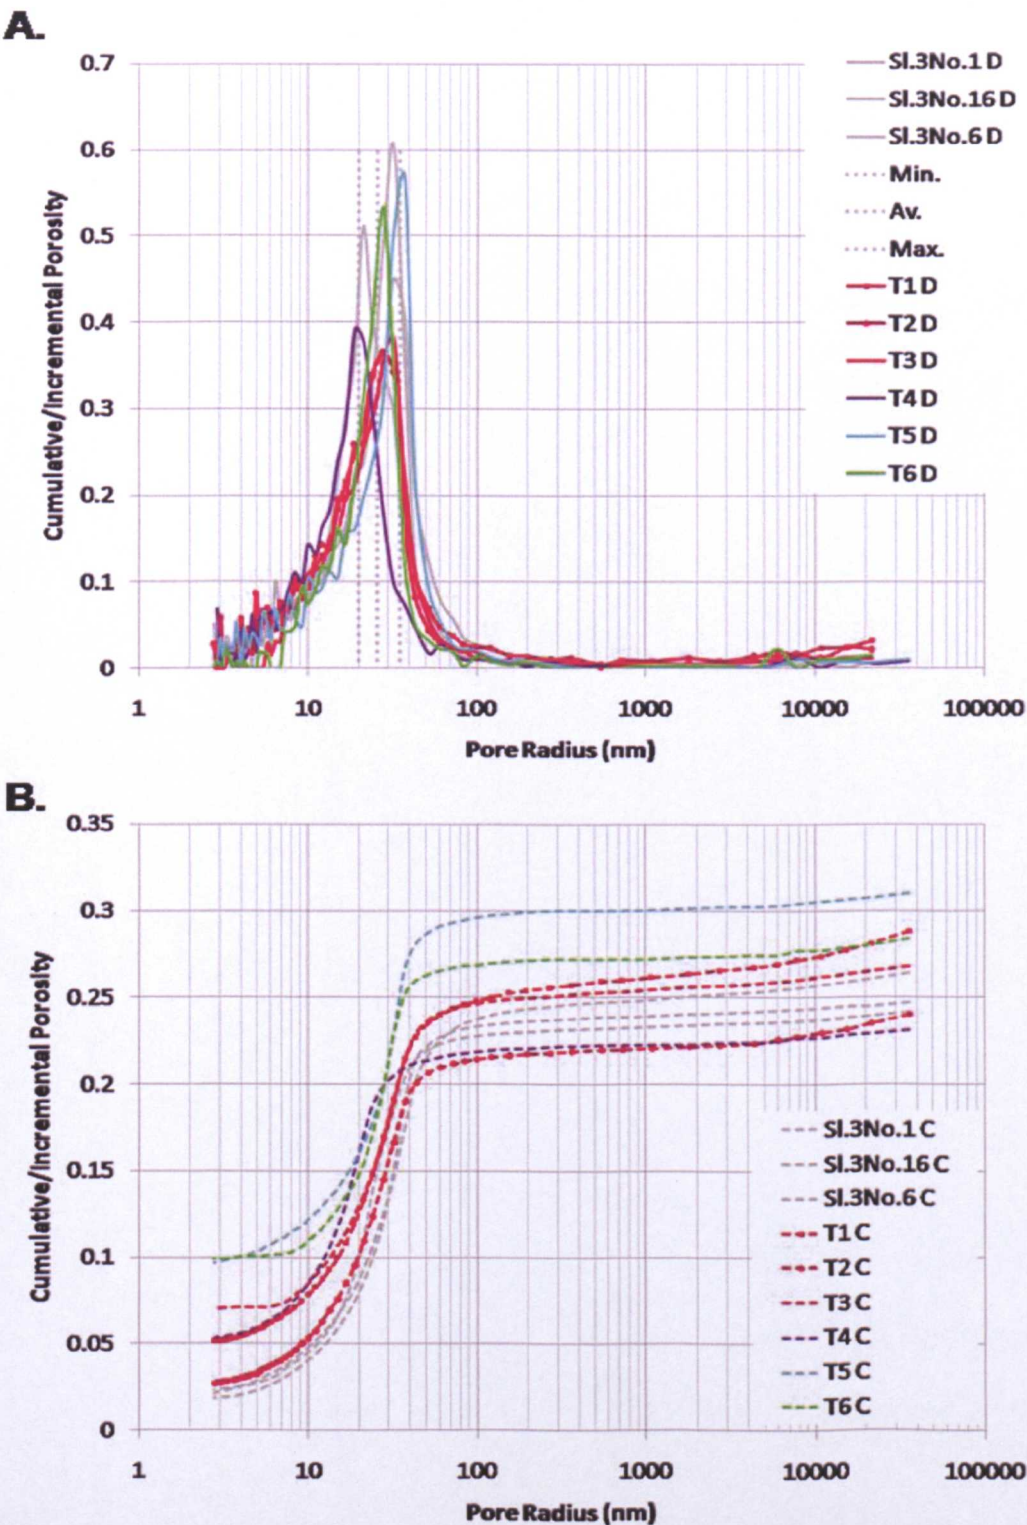 A.
0.7
0.6
0.5
0.4
0.3
0.2
0.1
0
Cumulative/Incremental Porosity
1 10 100 1000 10000 100000
Pore Radius (nm)
Sl.3No.1 D
Sl.3No.16 D
Sl.3No.6 D
Min.
Av.
Max.
T1 D
T2 D
T3 D
T4 D
T5 D
T6 D
B.
0.35
0.3
0.25
0.2
0.15
0.1
0.05
0
Cumulative/Incremental Porosity
1 10 100 1000 10000 100000
Pore Radius (nm)
Sl.3No.1 C
Sl.3No.16 C
Sl.3No.6 C
T1 C
T2 C
T3 C
T4 C
T5 C
T6 C